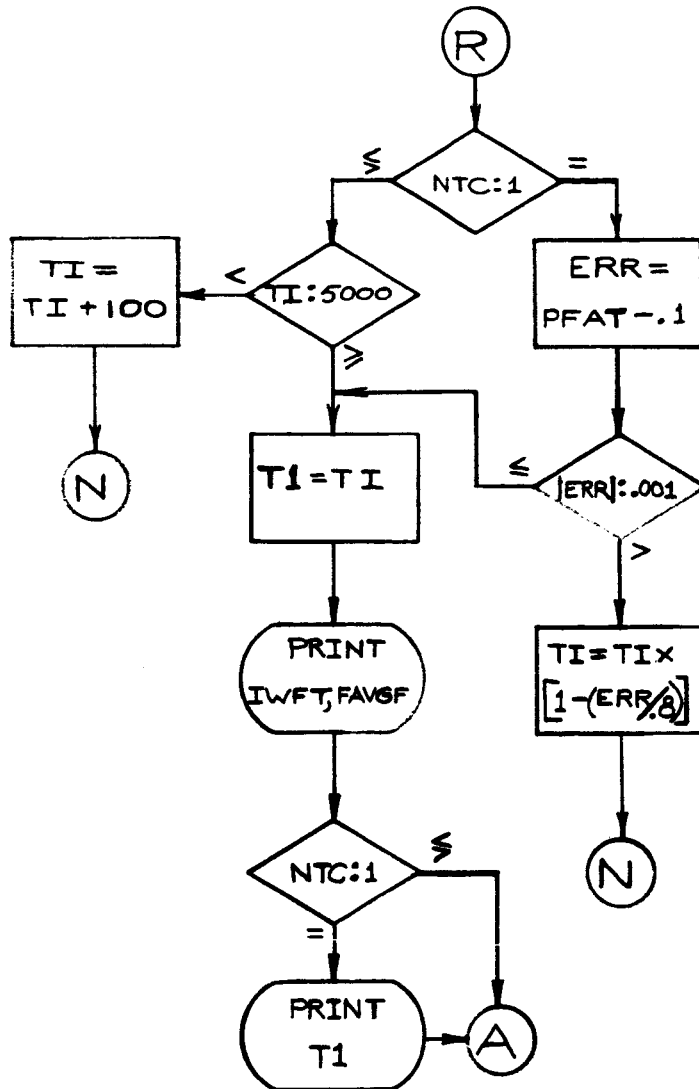 R
≶
NTC:1
=
TI =
TI + 100
<
TI:5000
ERR =
PFAT - .1
≥
N
T1 = TI
≤
|ERR|:.001
>
PRINT
IWFT, FAVGF
TI = TI ×
[1-(ERR/.8)]
NTC:1
≶
N
=
PRINT
T1
A